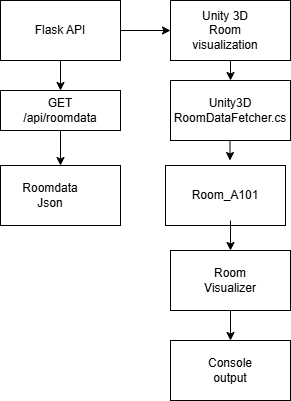 Flask API
Unity 3D
Room
visualization
GET
/api/roomdata
Unity3D
RoomDataFetcher.cs
Roomdata
Json
Room_A101
Room
Visualizer
Console
output